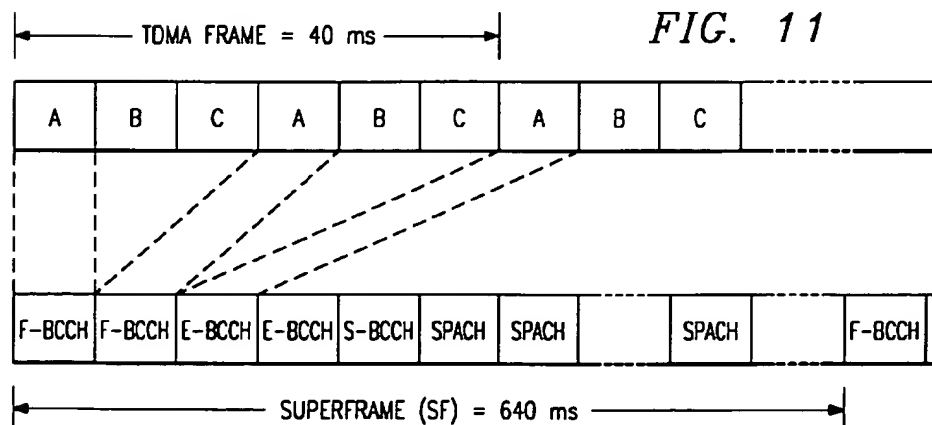 FIG. 11
TDMA FRAME = 40 ms
A B C A B C A B C
F-BCCH F-BCCH E-BCCH E-BCCH S-BCCH SPACH SPACH SPACH F-BCCH
SUPERFRAME (SF) = 640 ms